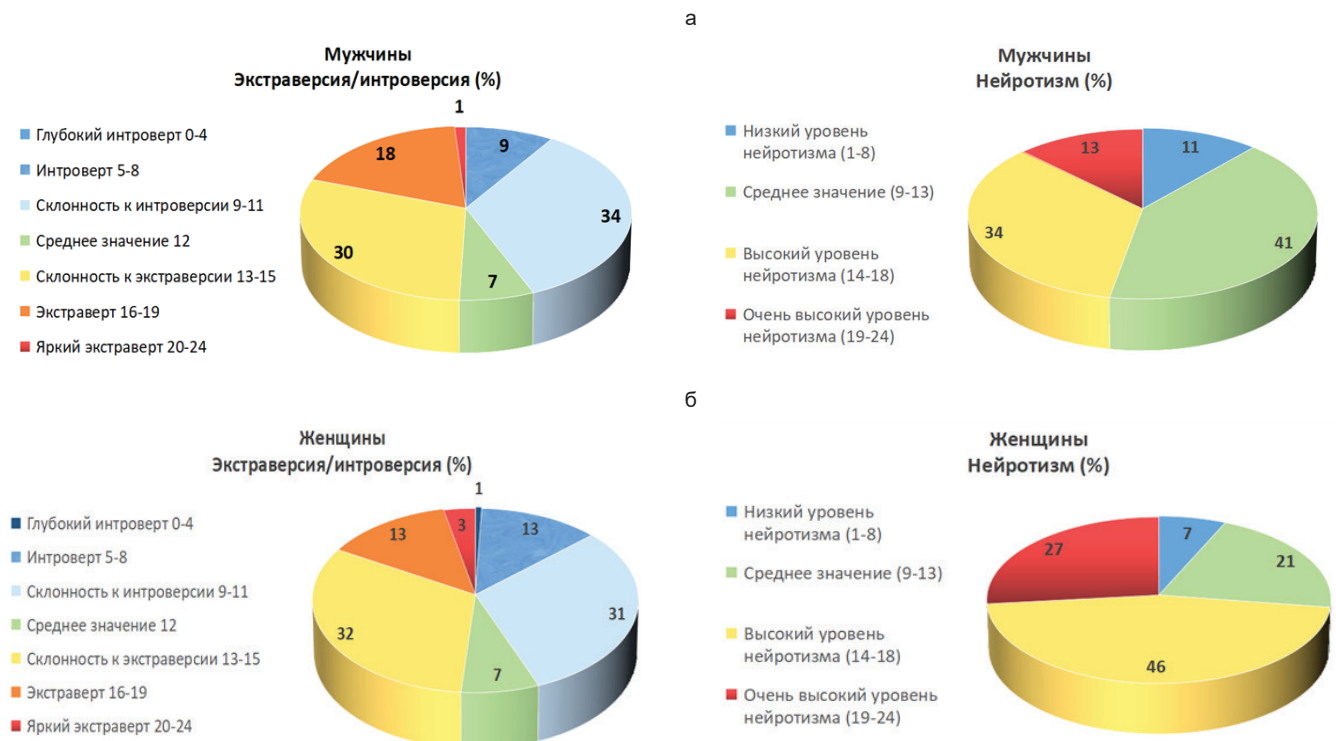 а
Мужчины
Экстраверсия/интроверсия (%)
Глубокий интроверт 0-4
Интроверт 5-8
Склонность к интроверсии 9-11
Среднее значение 12
Склонность к экстраверсии 13-15
Экстраверт 16-19
Яркий экстраверт 20-24
1
9
18
34
30
7
Мужчины
Нейротизм (%)
Низкий уровень
нейротизма (1-8)
Среднее значение (9-13)
Высокий уровень
нейротизма (14-18)
Очень высокий уровень
нейротизма (19-24)
13
11
34
41
б
Женщины
Экстраверсия/интроверсия (%)
Глубокий интроверт 0-4
Интроверт 5-8
Склонность к интроверсии 9-11
Среднее значение 12
Склонность к экстраверсии 13-15
Экстраверт 16-19
Яркий экстраверт 20-24
1
13
3
13
31
32
7
Женщины
Нейротизм (%)
Низкий уровень
нейротизма (1-8)
Среднее значение (9-13)
Высокий уровень
нейротизма (14-18)
Очень высокий уровень
нейротизма (19-24)
27
7
21
46